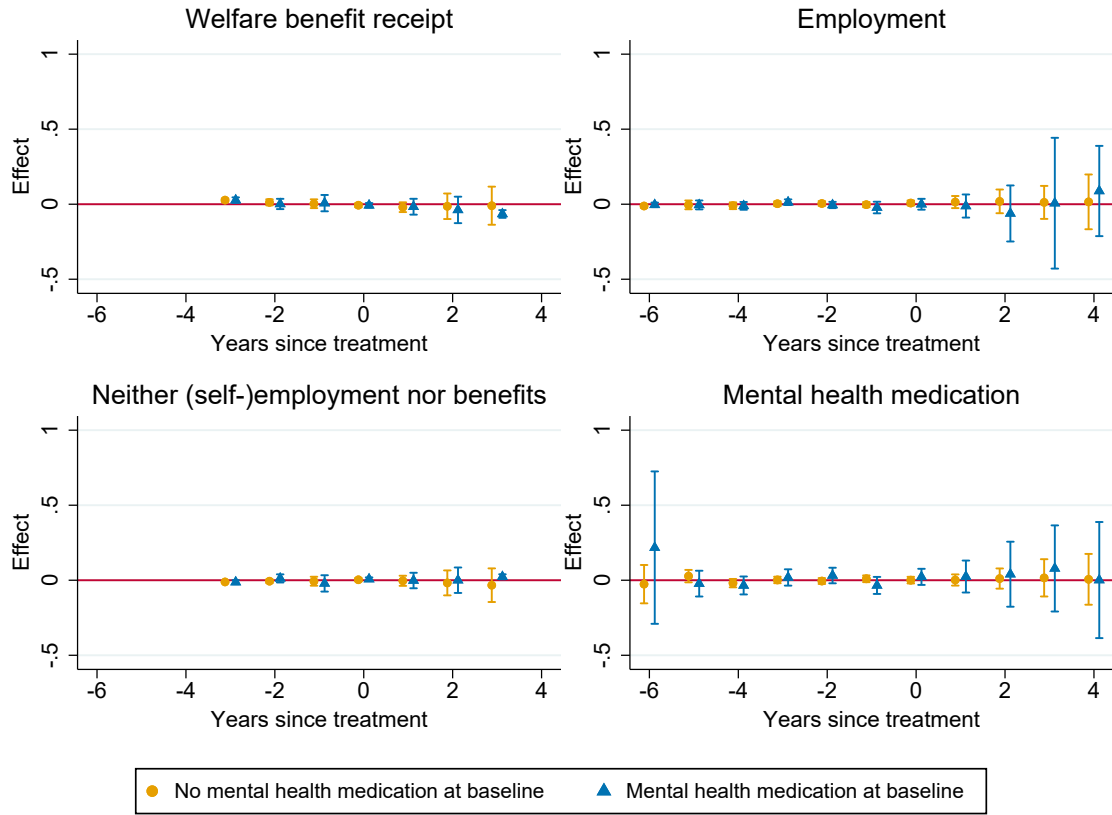 Welfare benefit receipt
Effect
1
.5
0
-.5
-6 -4 -2 0 2 4
Years since treatment
Employment
Effect
1
.5
0
-.5
-6 -4 -2 0 2 4
Years since treatment
Neither (self-)employment nor benefits
Effect
1
.5
0
-.5
-6 -4 -2 0 2 4
Years since treatment
Mental health medication
Effect
1
.5
0
-.5
-6 -4 -2 0 2 4
Years since treatment
No mental health medication at baseline
Mental health medication at baseline